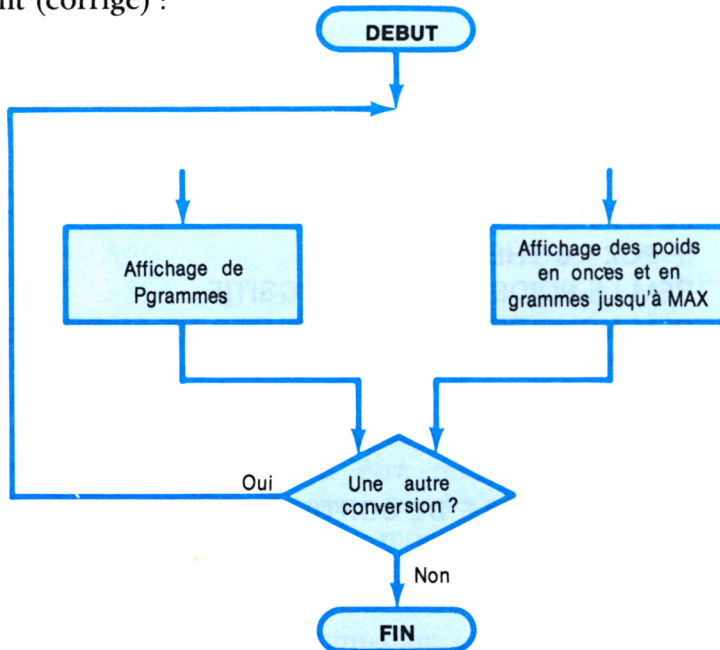 (corrigé) :
DEBUT
Affichage de
Pgrammes
Affichage des poids
en onces et en
grammes jusqu'à MAX
Oui
Une autre
conversion ?
Non
FIN